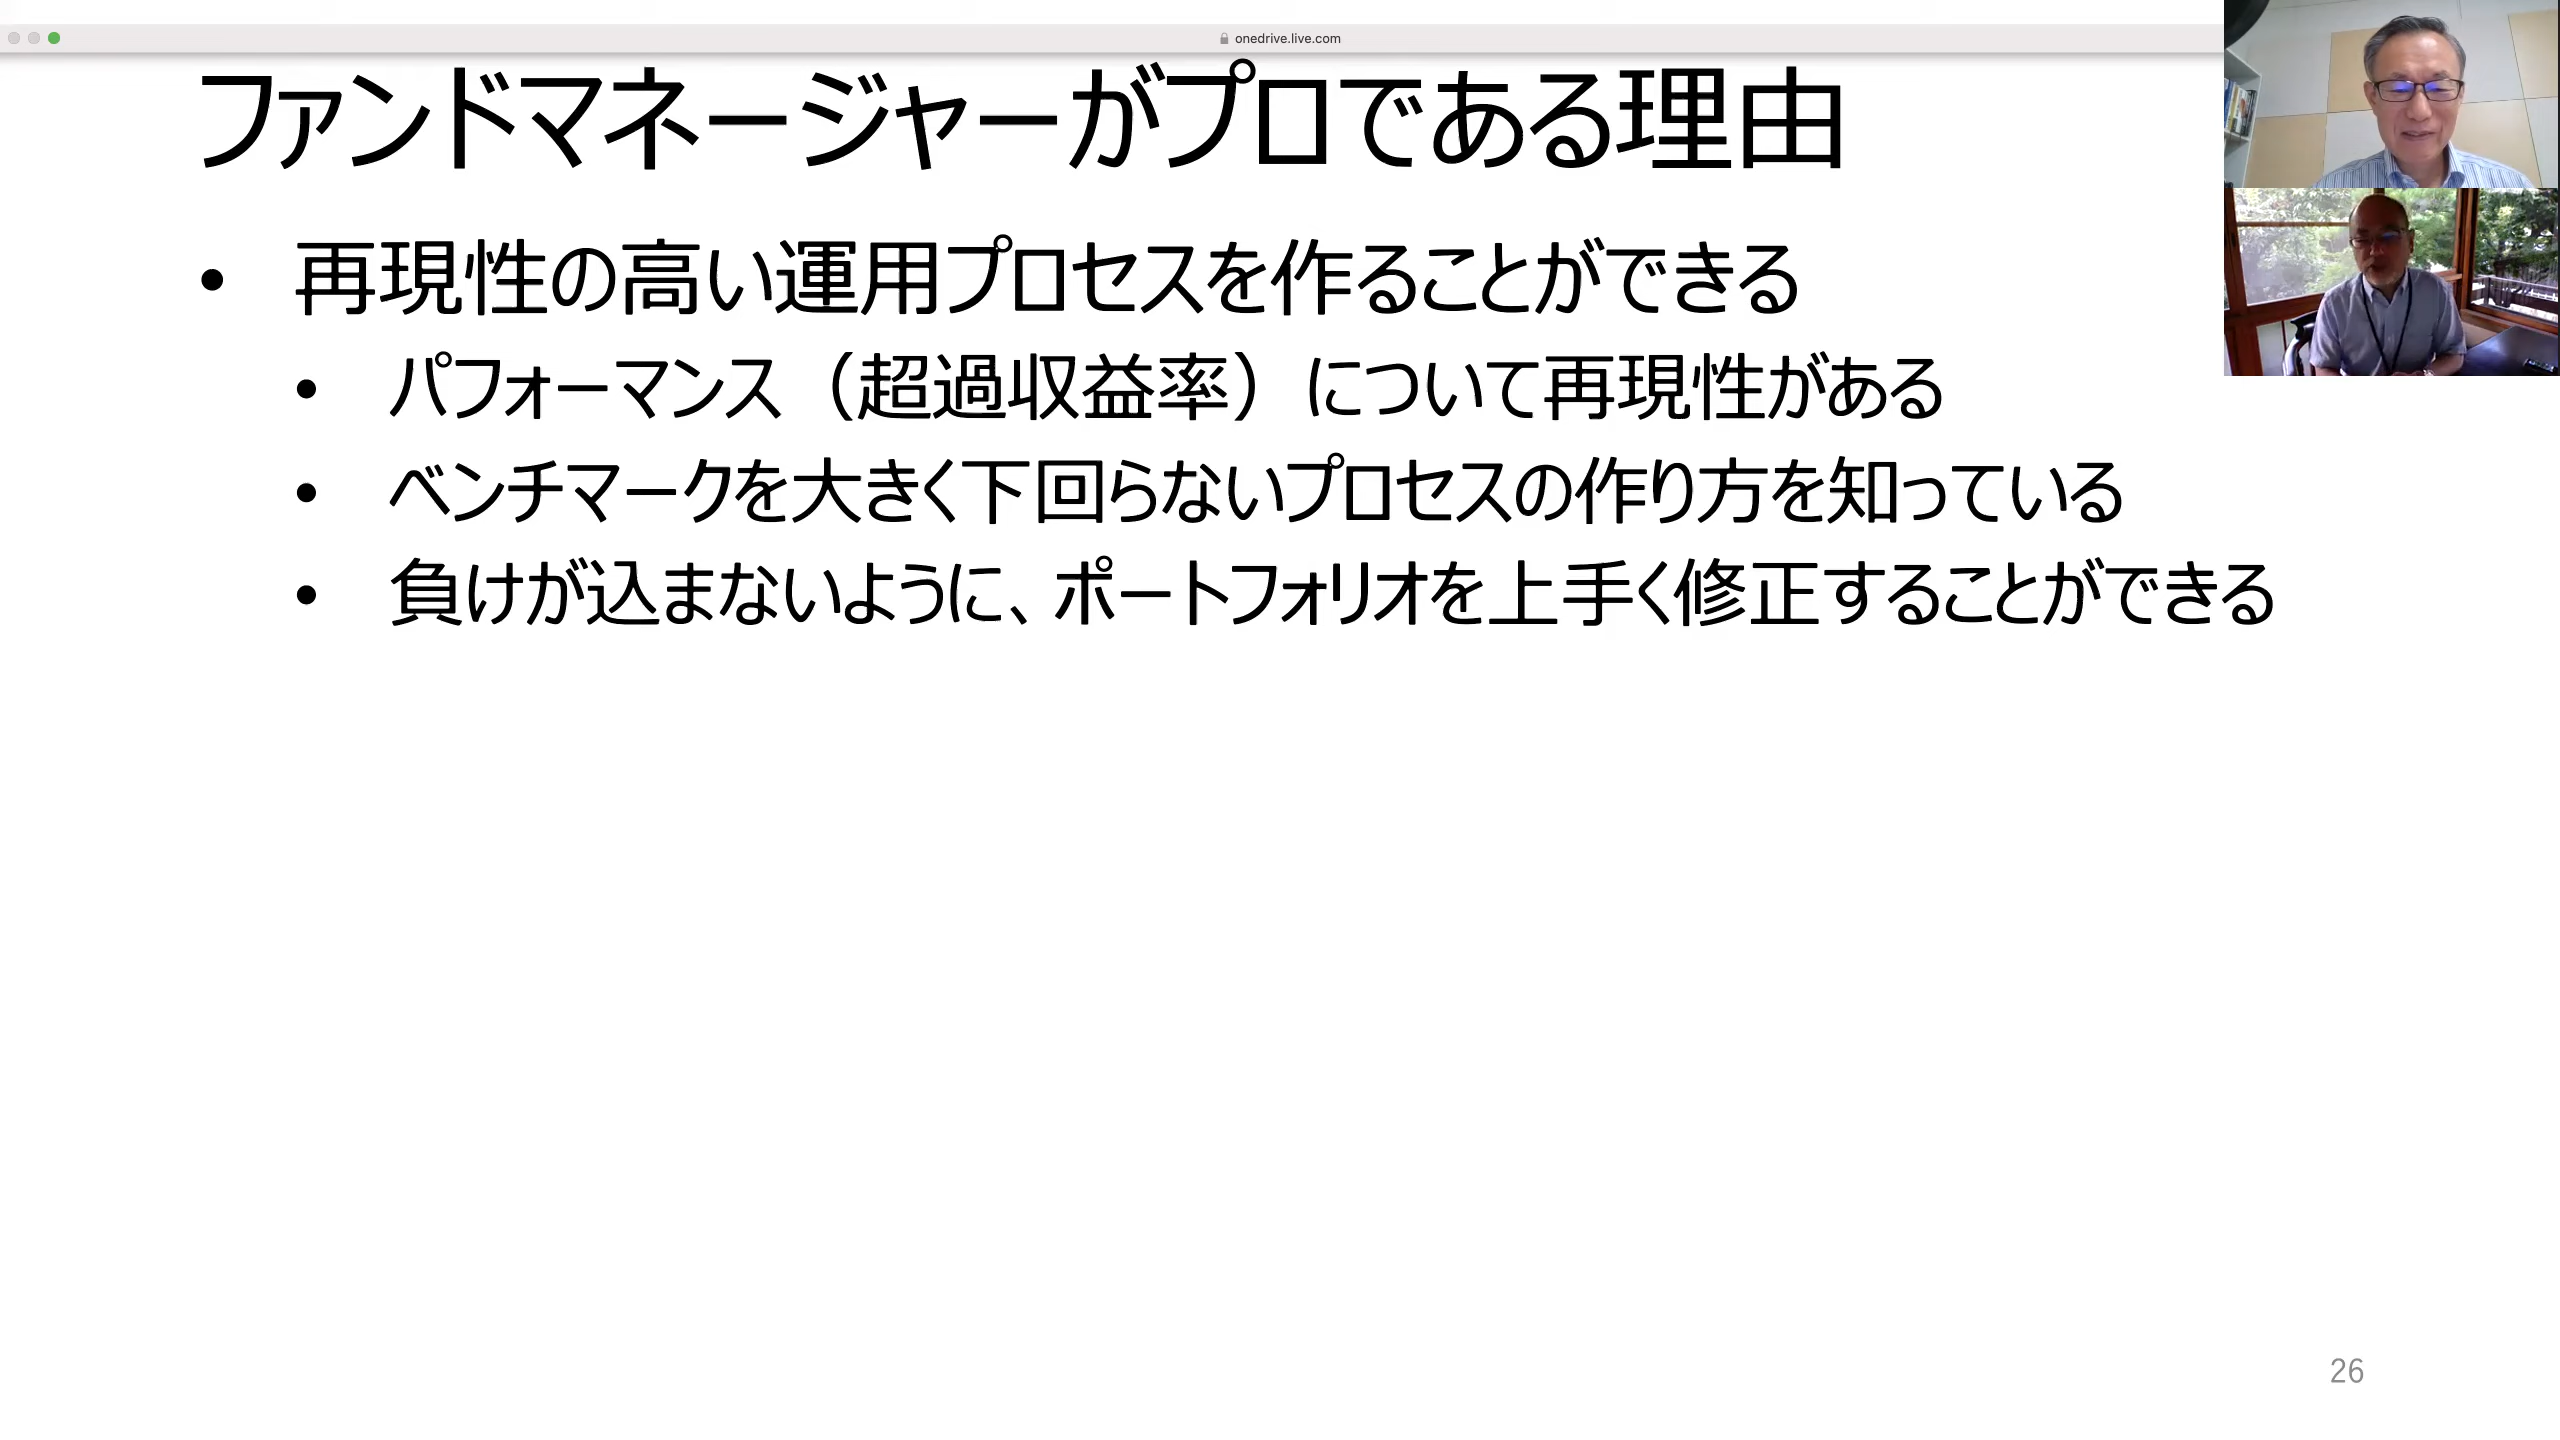 onedrive.live.com
ファンドマネージャーがプロである理由
• 再現性の高い運用プロセスを作ることができる
• パフォーマンス（超過収益率）について再現性がある
• ベンチマークを大きく下回らないプロセスの作り方を知っている
• 負けが込まないように、ポートフォリオを上手く修正することができる
26